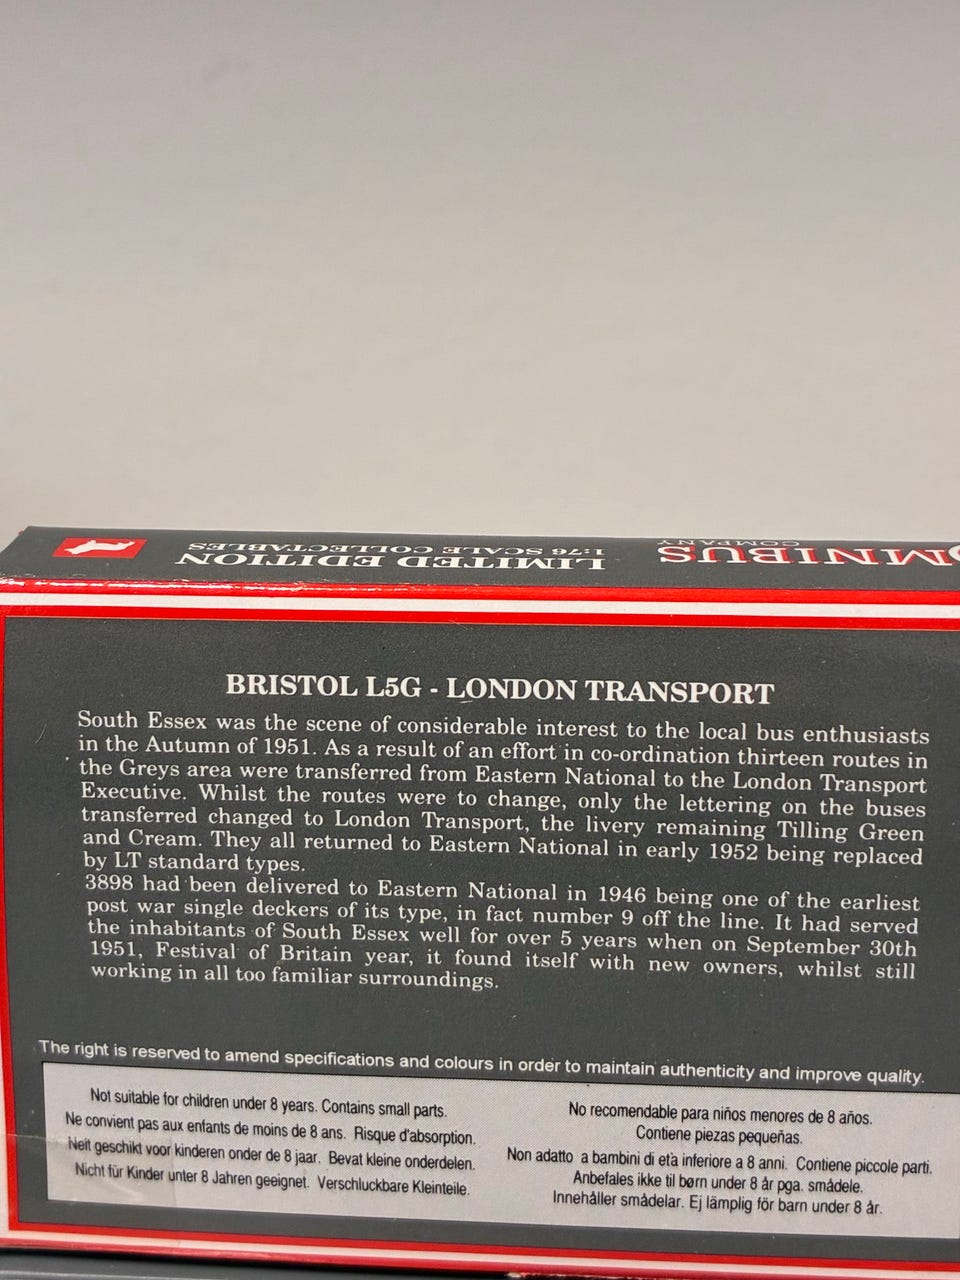 OMNIBUS
COMPANY
LIMITED EDITION
1:76 SCALE COLLECTABLES
BRISTOL L5G - LONDON TRANSPORT
South Essex was the scene of considerable interest to the local bus enthusiasts
in the Autumn of 1951. As a result of an effort in co-ordination thirteen routes in
the Greys area were transferred from Eastern National to the London Transport
Executive. Whilst the routes were to change, only the lettering on the buses
transferred changed to London Transport, the livery remaining Tilling Green
and Cream. They all returned to Eastern National in early 1952 being replaced
by LT standard types.
3898 had been delivered to Eastern National in 1946 being one of the earliest
post war single deckers of its type, in fact number 9 off the line. It had served
the inhabitants of South Essex well for over 5 years when on September 30th
1951, Festival of Britain year, it found itself with new owners, whilst still
working in all too familiar surroundings.
The right is reserved to amend specifications and colours in order to maintain authenticity and improve quality.
Not suitable for children under 8 years. Contains small parts.
Ne convient pas aux enfants de moins de 8 ans. Risque d'absorption.
Neit geschikt voor kinderen onder de 8 jaar. Bevat kleine onderdelen.
Nicht für Kinder unter 8 Jahren geeignet. Verschluckbare Kleinteile.
No recomendable para niños menores de 8 años.
Contiene piezas pequeñas.
Non adatto a bambini di età inferiore a 8 anni. Contiene piccole parti.
Anbefales ikke til børn under 8 år pga. smådele.
Innehåller smådelar. Ej lämplig för barn under 8 år.